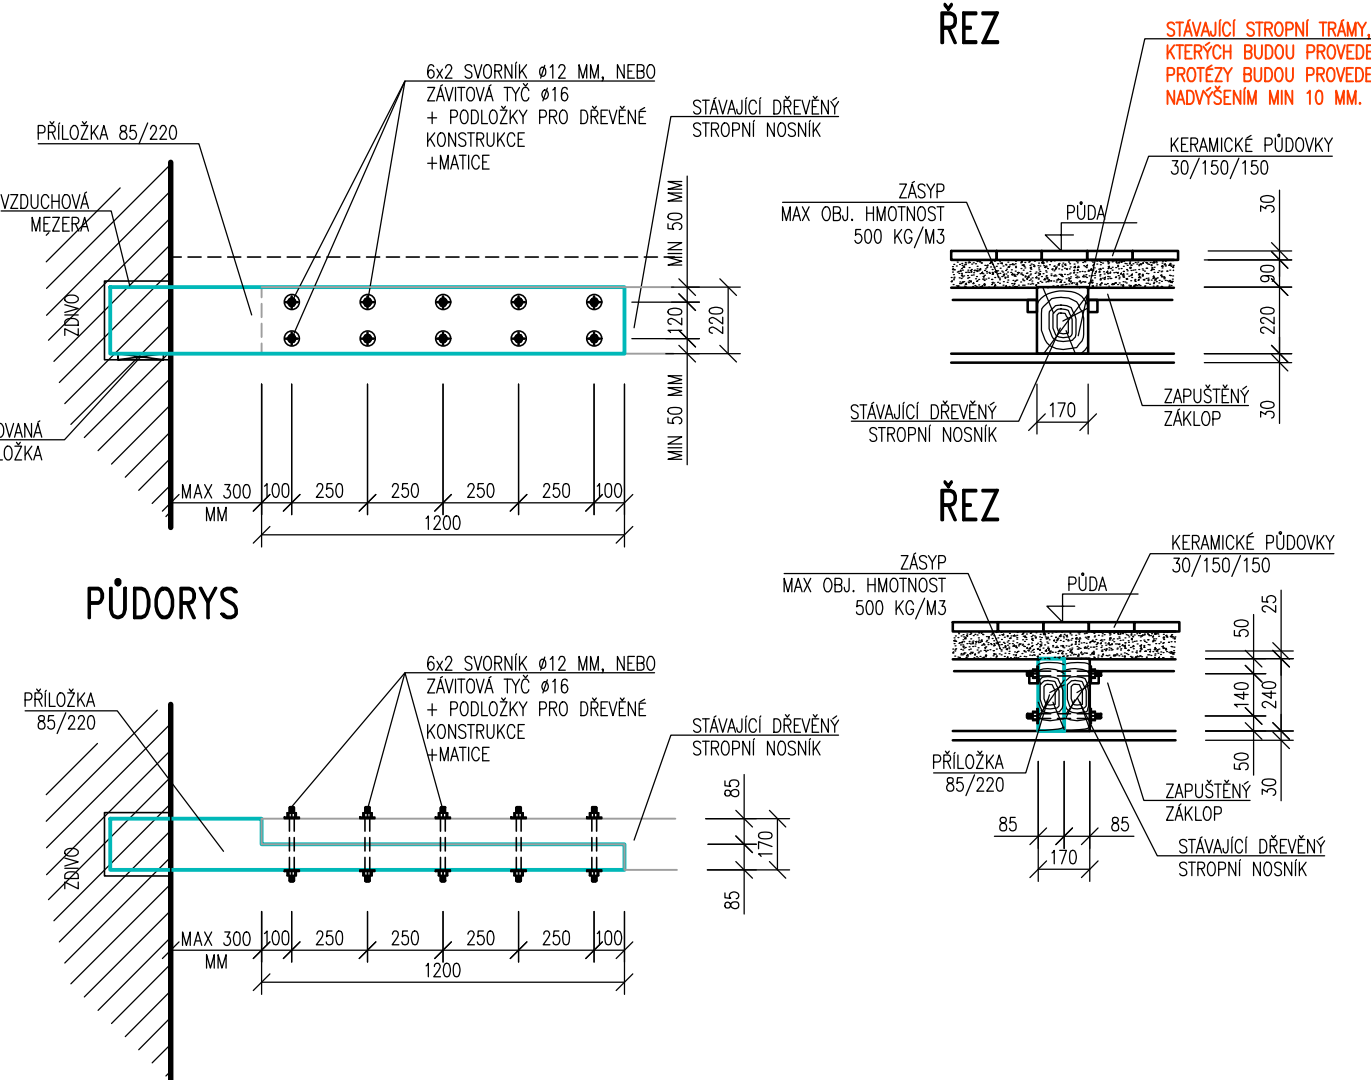 6x2 SVORNÍK ø12 MM, NEBO
ZÁVITOVÁ TYČ ø16
+ PODLOŽKY PRO DŘEVĚNÉ
KONSTRUKCE
+MATICE
STÁVAJÍCÍ DŘEVĚNÝ
STROPNÍ NOSNÍK
PŘÍLOŽKA 85/220
VZDUCHOVÁ
MEZERA
ZDIVO
MIN 50 MM
120
220
MIN 50 MM
MAX 300
MM
100
250
250
250
250
100
1200
ŘEZ
STÁVAJÍCÍ STROPNÍ TRÁMY,
KTERÝCH BUDOU
PROTÉZY BUDOU
NADVÝŠENÍM MIN 10 MM.
KERAMICKÉ PŮDOVKY
30/150/150
ZÁSYP
MAX OBJ. HMOTNOST
500 KG/M3
PŮDA
30
90
220
30
STÁVAJÍCÍ DŘEVĚNÝ
STROPNÍ NOSNÍK
170
ZAPUŠTĚNÝ
ZÁKLOP
PŮDORYS
6x2 SVORNÍK ø12 MM, NEBO
ZÁVITOVÁ TYČ ø16
+ PODLOŽKY PRO DŘEVĚNÉ
KONSTRUKCE
+MATICE
PŘÍLOŽKA
85/220
STÁVAJÍCÍ DŘEVĚNÝ
STROPNÍ NOSNÍK
ZDIVO
85
170
85
MAX 300
MM
100
250
250
250
250
100
1200
ŘEZ
KERAMICKÉ PŮDOVKY
30/150/150
ZÁSYP
MAX OBJ. HMOTNOST
500 KG/M3
PŮDA
25
50
140
240
50
30
PŘÍLOŽKA
85/220
ZAPUŠTĚNÝ
ZÁKLOP
85
85
170
STÁVAJÍCÍ DŘEVĚNÝ
STROPNÍ NOSNÍK